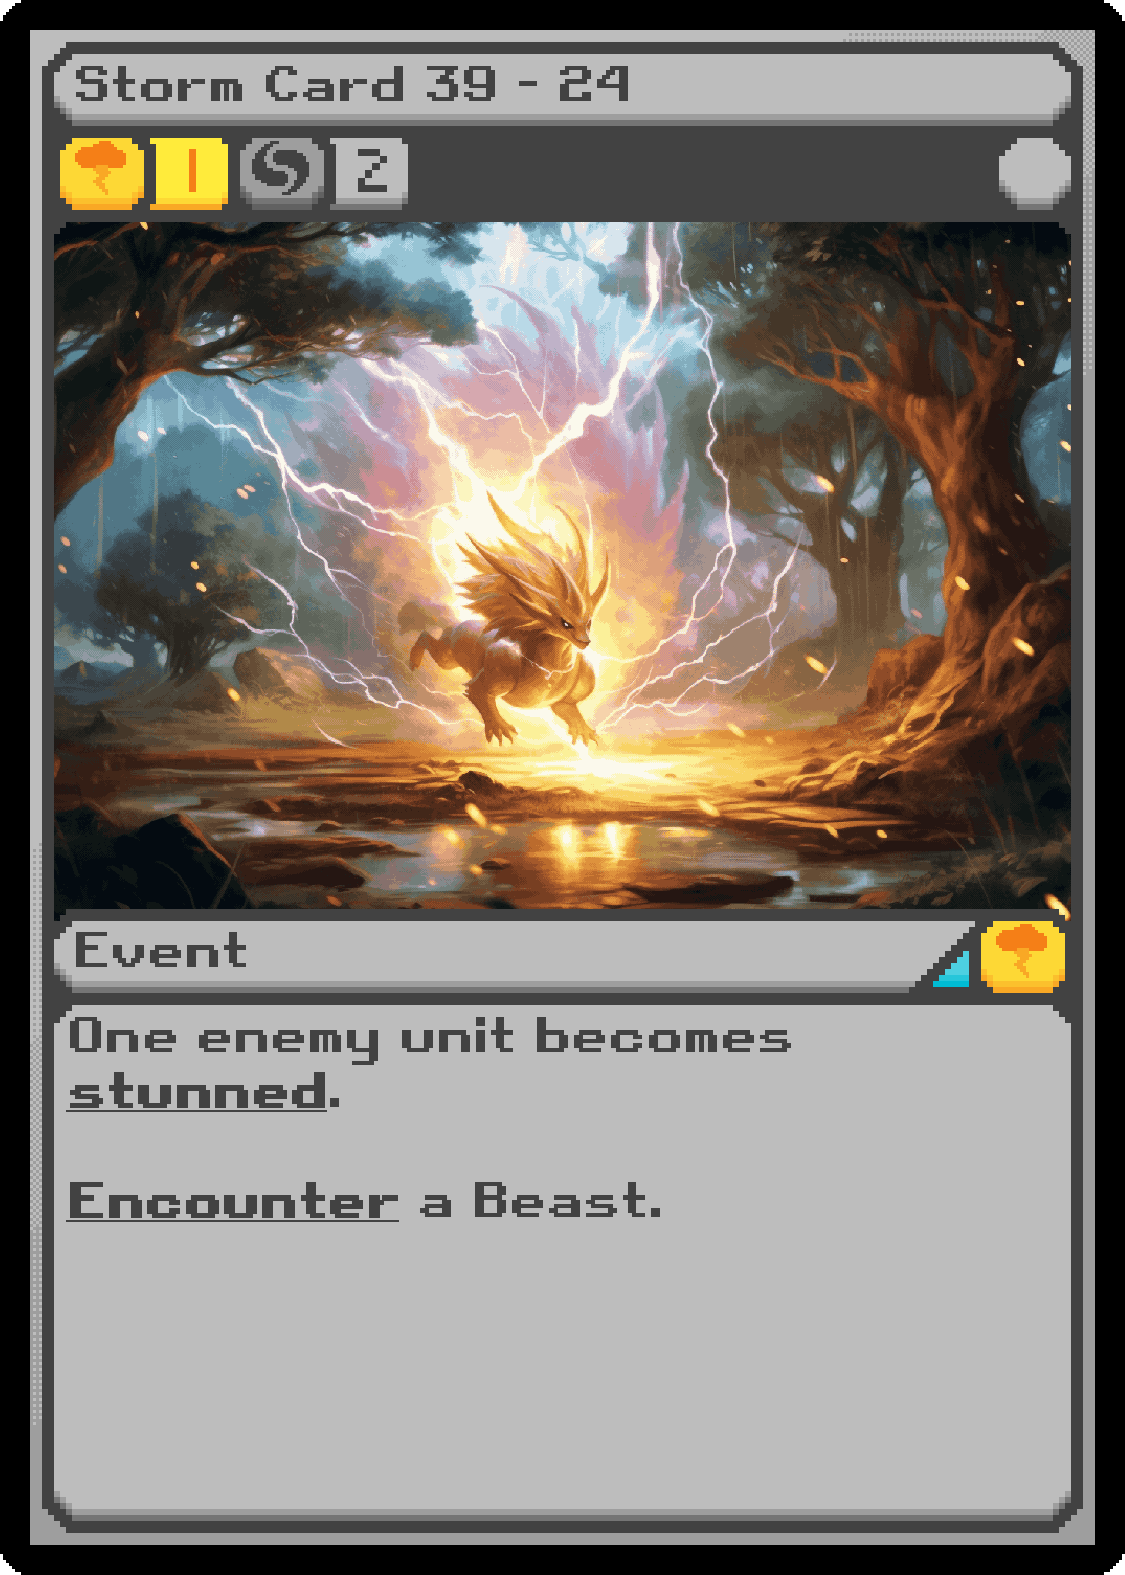 Storm Card 39 - 24
1 2
Event
One enemy unit becomes
stunned.
Encounter a Beast.